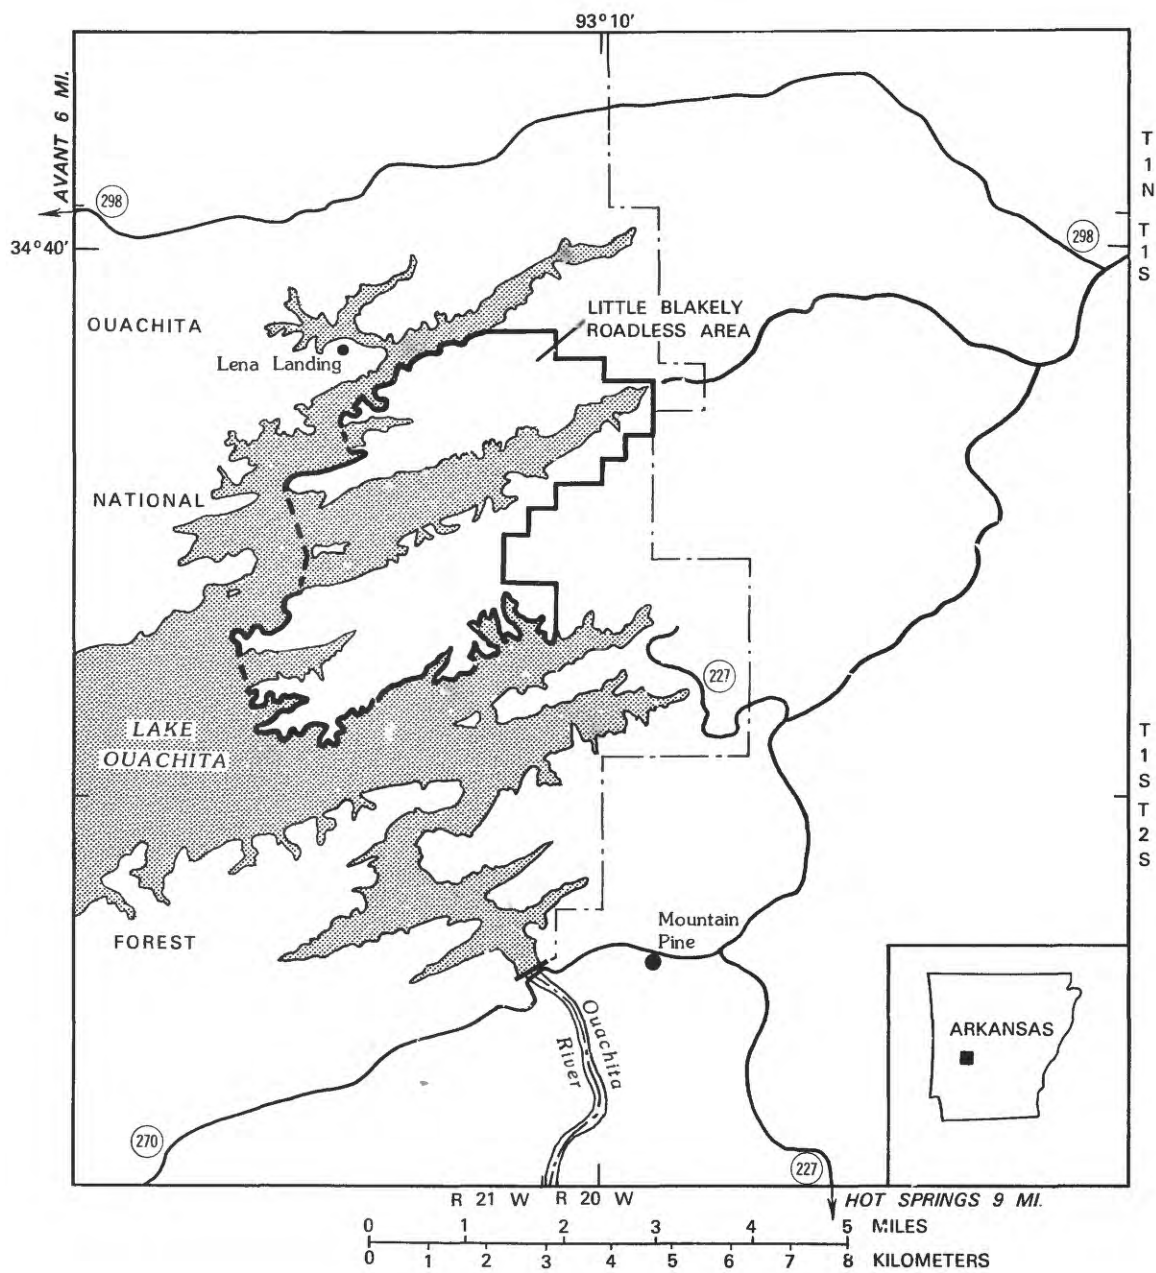 93°10'
AVANT 6 MI.
298
34°40'
T
1
N
T
1
S
298
OUACHITA
LITTLE BLAKELY
ROADLESS AREA
Lena Landing
NATIONAL
227
LAKE
OUACHITA
T
1
S
T
2
S
FOREST
Mountain
Pine
Ouachita
River
ARKANSAS
270
227
R 21 W R 20 W
HOT SPRINGS 9 MI.
0 1 2 3 4 5 MILES
0 1 2 3 4 5 6 7 8 KILOMETERS